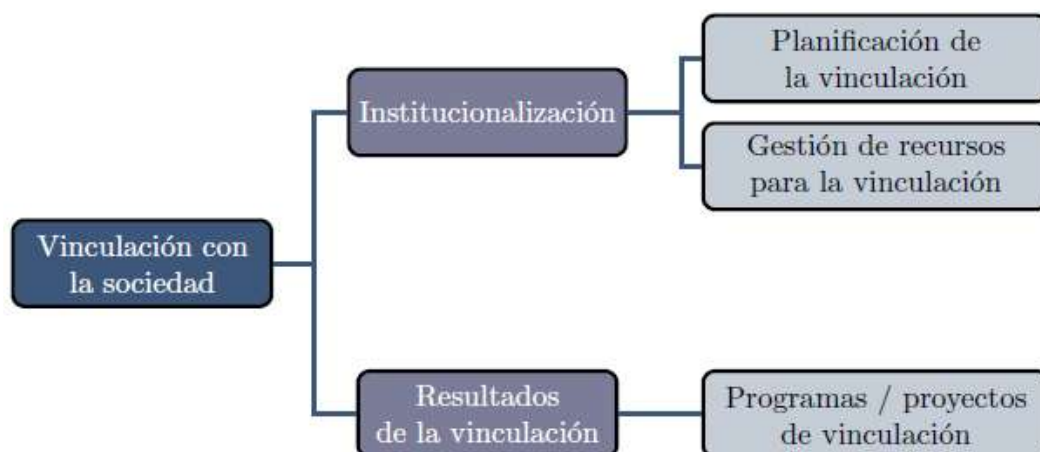 Planificación de
la vinculación
Institucionalización
Gestión de recursos
para la vinculación
Vinculación con
la sociedad
Resultados
de la vinculación
Programas / proyectos
de vinculación